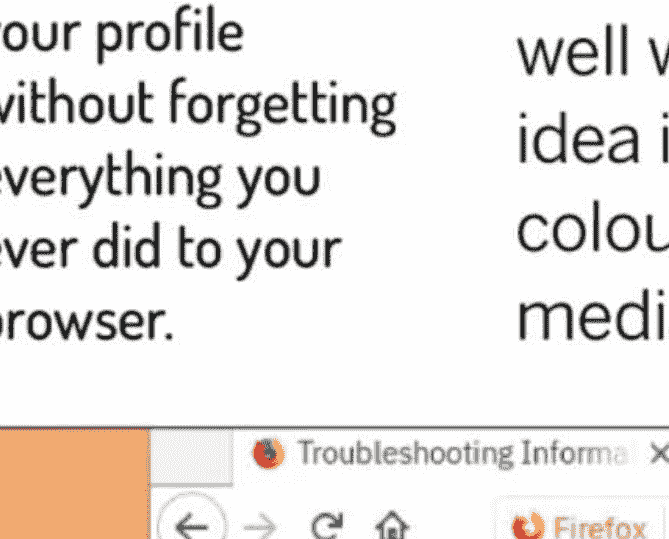 our profile
without forgetting
everything you
ever did to your
browser.
well
idea
colou
medi
Troubleshooting Informa
Firefox